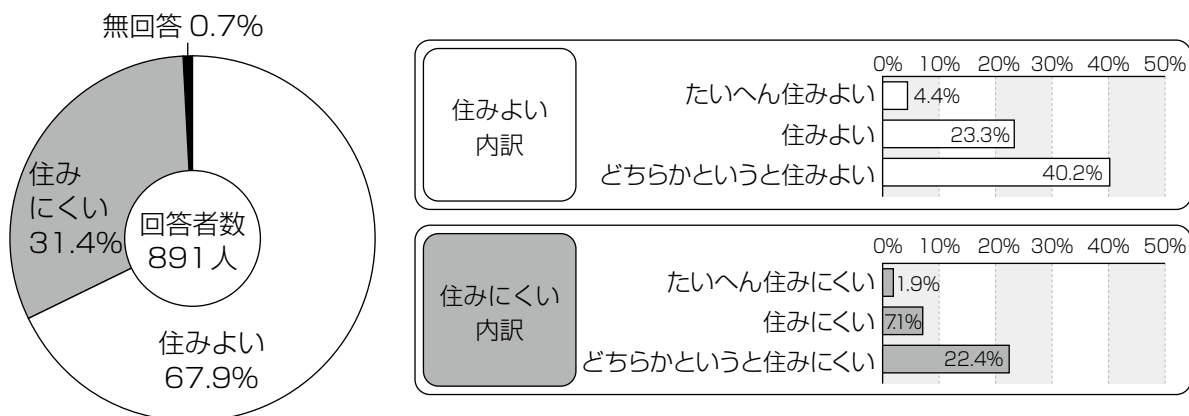 無回答 0.7%
住み
にくい
31.4%
回答者数
891人
住みよい
67.9%
住みよい
内訳
0% 10% 20% 30% 40% 50%
たいへん住みよい 4.4%
住みよい 23.3%
どちらかというと住みよい 40.2%
住みにくい
内訳
0% 10% 20% 30% 40% 50%
たいへん住みにくい 1.9%
住みにくい 7.1%
どちらかというと住みにくい 22.4%